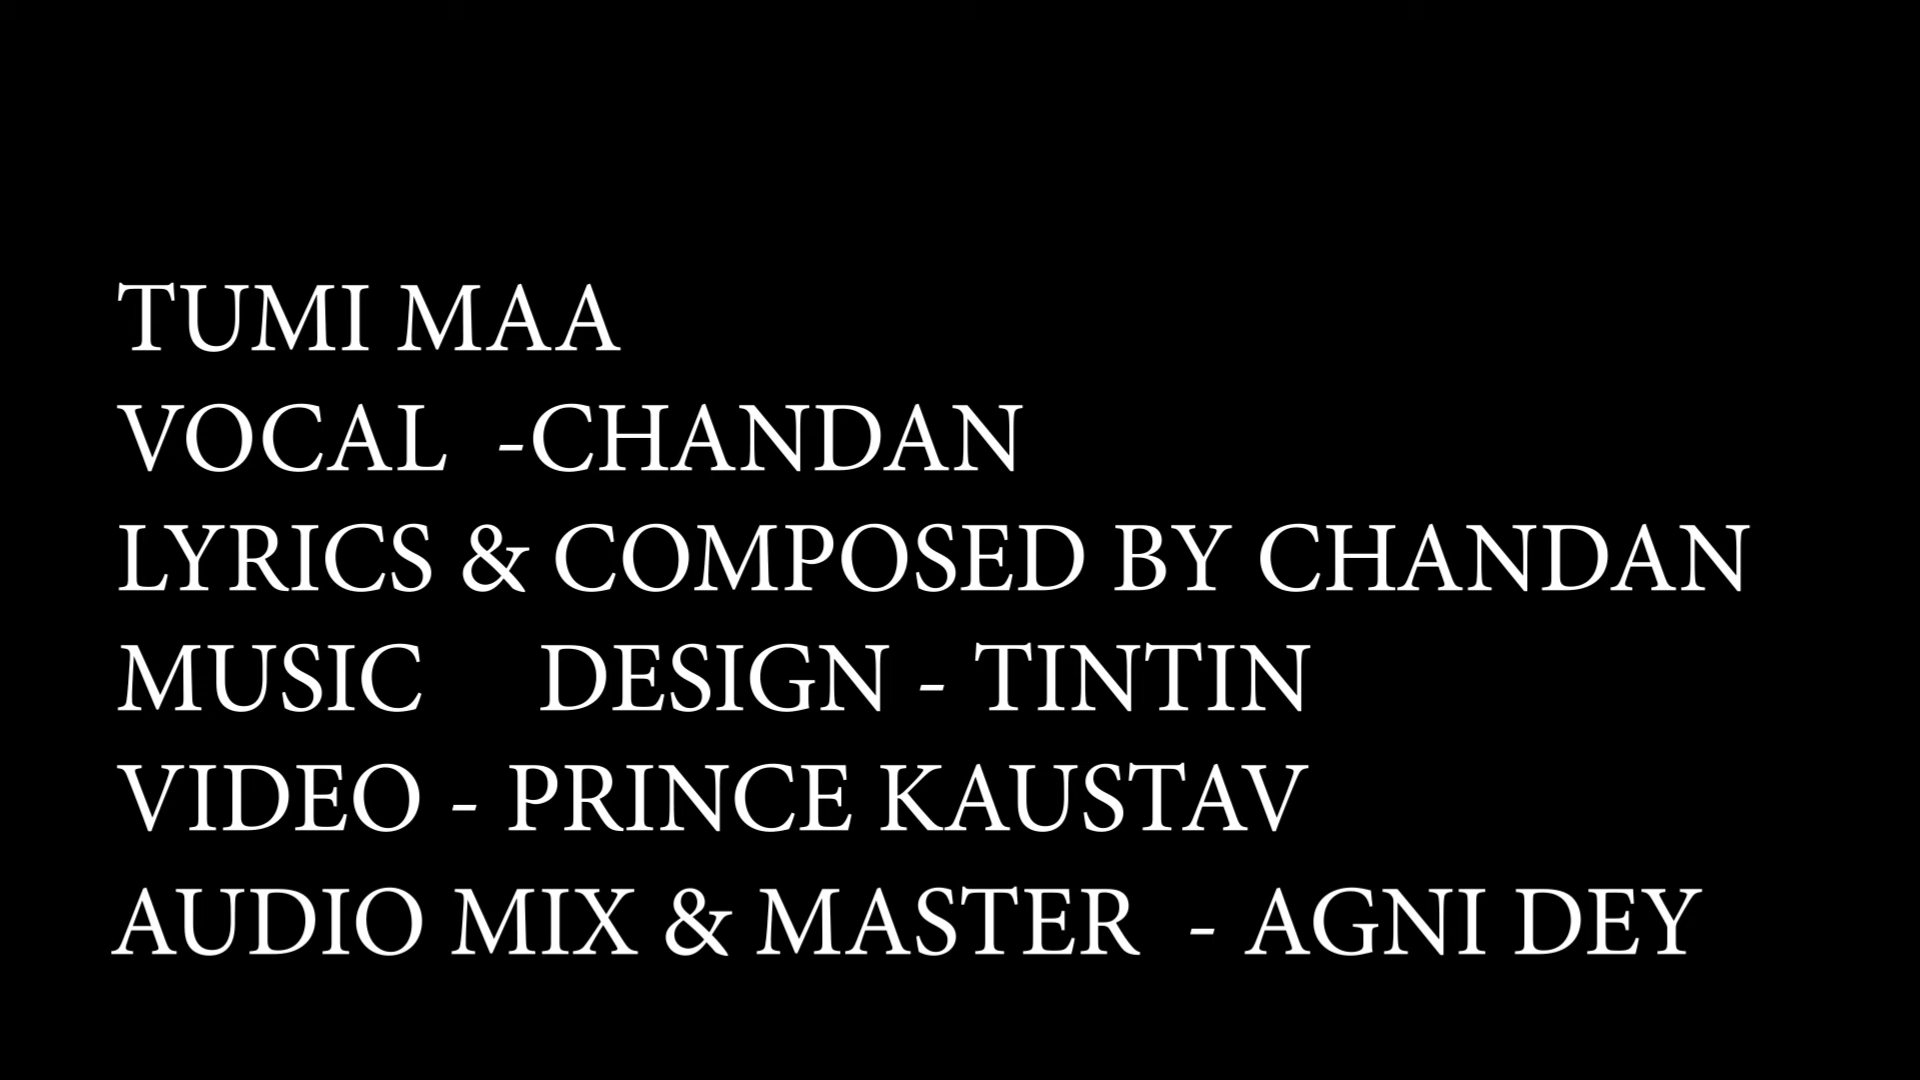 TUMI MAA
VOCAL  -CHANDAN
LYRICS & COMPOSED BY CHANDAN
MUSIC    DESIGN - TINTIN
VIDEO - PRINCE KAUSTAV
AUDIO MIX & MASTER  - AGNI DEY